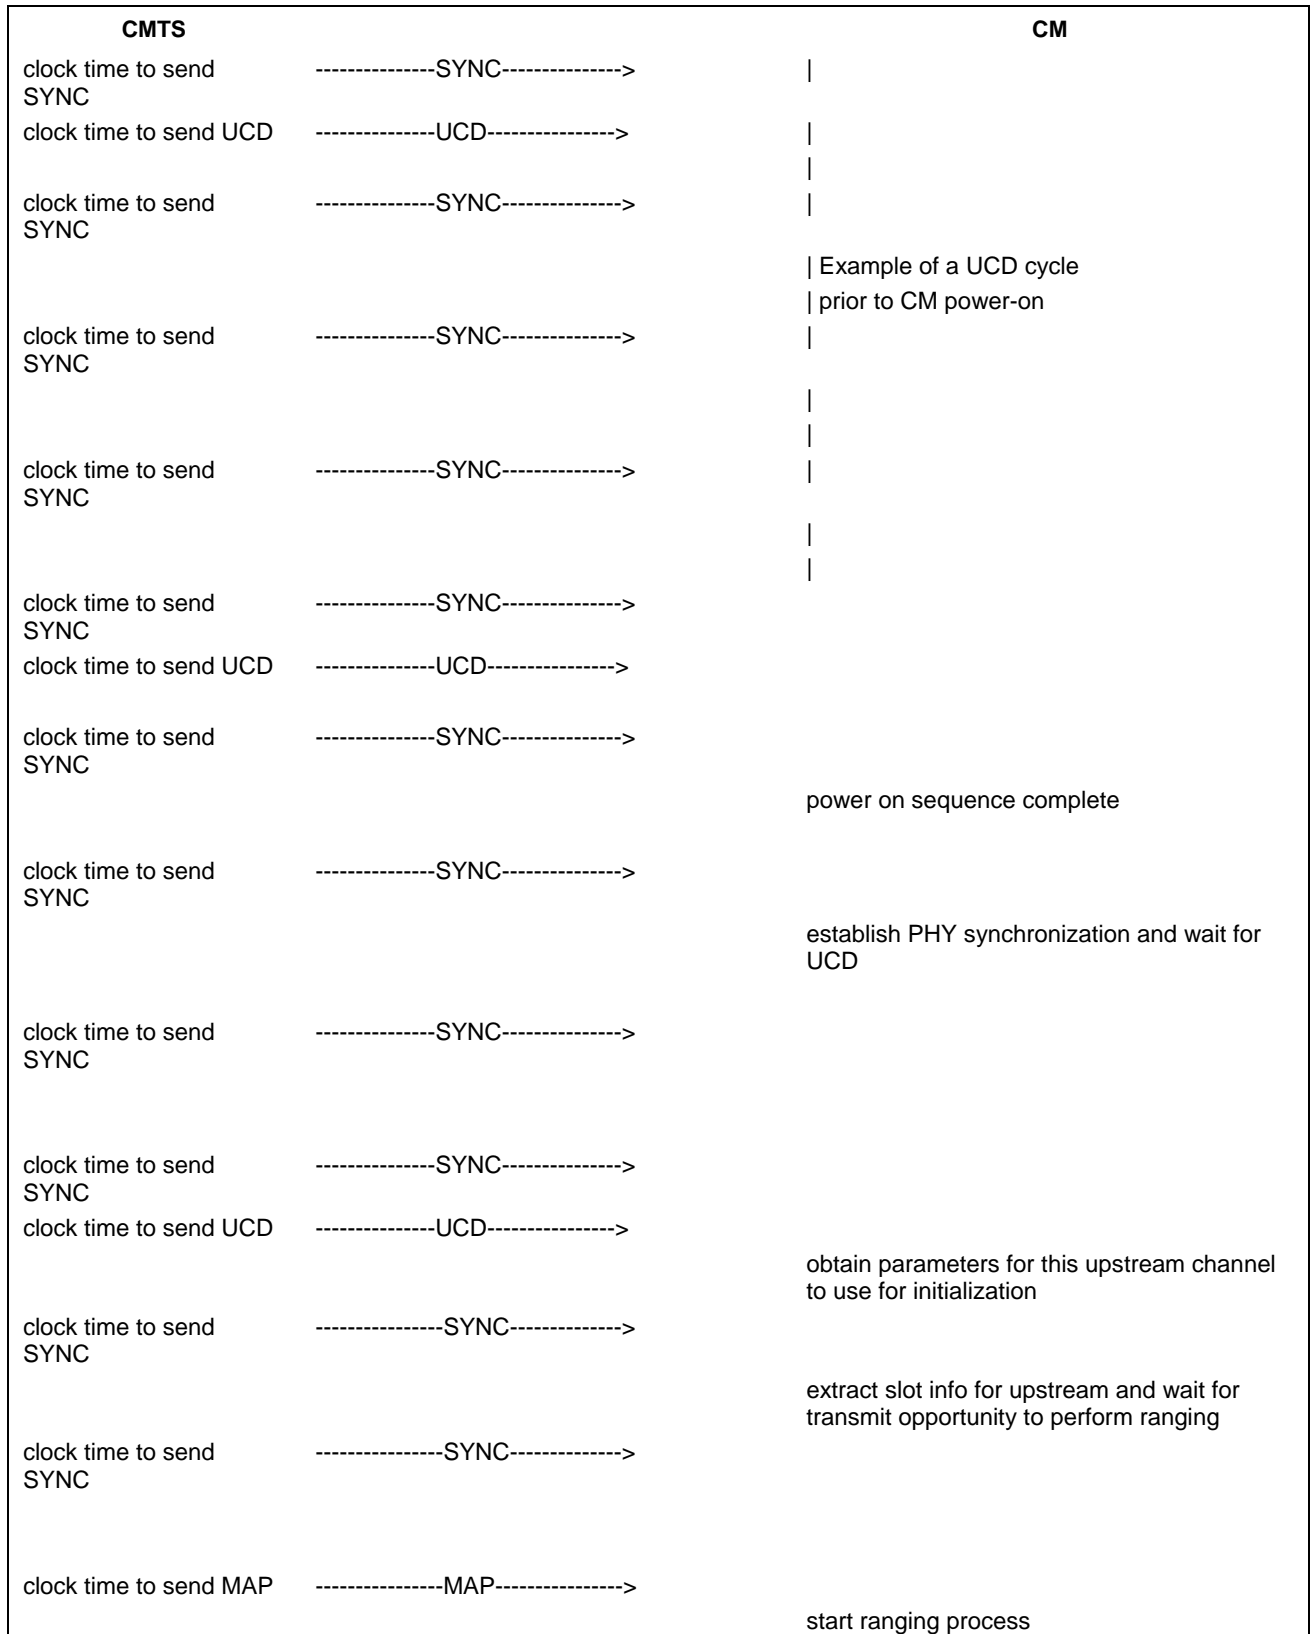 CMTS CM
clock time to send ---------------SYNC---------------> |
SYNC
clock time to send UCD ---------------UCD----------------> |
|
clock time to send ---------------SYNC---------------> |
SYNC
| Example of a UCD cycle
| prior to CM power-on
clock time to send ---------------SYNC---------------> |
SYNC
|
|
clock time to send ---------------SYNC---------------> |
SYNC
|
|
clock time to send ---------------SYNC--------------->
SYNC
clock time to send UCD ---------------UCD---------------->
clock time to send ---------------SYNC--------------->
SYNC
power on sequence complete
clock time to send ---------------SYNC--------------->
SYNC
establish PHY synchronization and wait for
UCD
clock time to send ---------------SYNC--------------->
SYNC
clock time to send ---------------SYNC--------------->
SYNC
clock time to send UCD ---------------UCD---------------->
obtain parameters for this upstream channel
to use for initialization
clock time to send ----------------SYNC-------------->
SYNC
extract slot info for upstream and wait for
transmit opportunity to perform ranging
clock time to send ----------------SYNC-------------->
SYNC
clock time to send MAP ----------------MAP---------------->
start ranging process